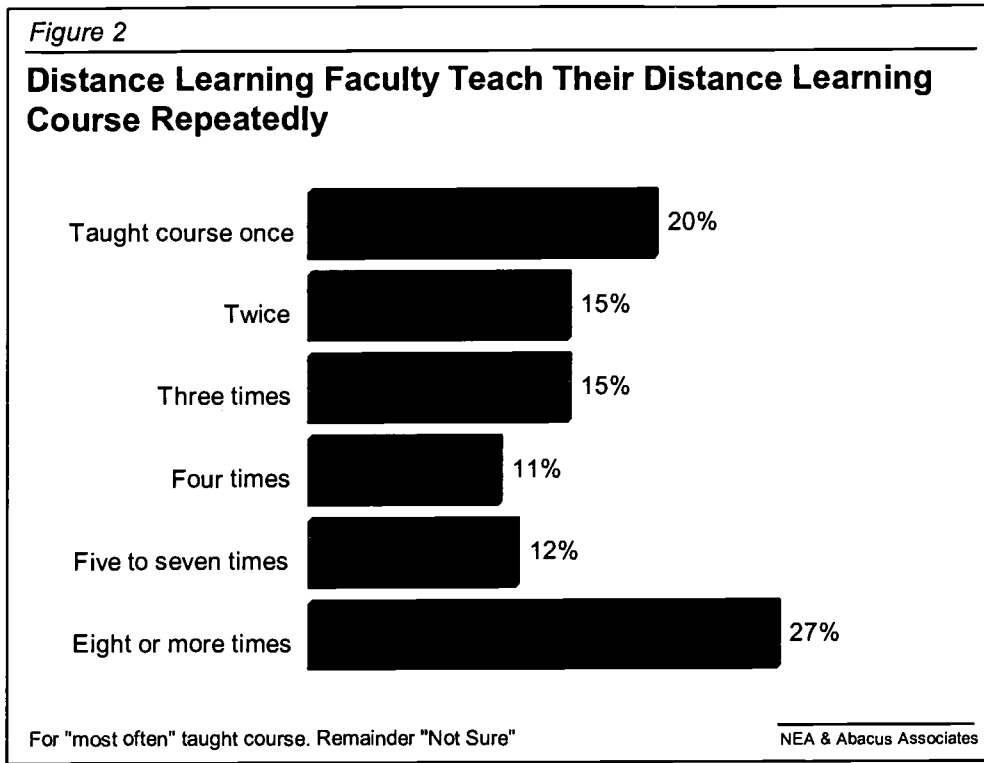 Figure 2
Distance Learning Faculty Teach Their Distance Learning
Course Repeatedly
Taught course once 20%
Twice 15%
Three times 15%
Four times 11%
Five to seven times 12%
Eight or more times 27%
For "most often" taught course. Remainder "Not Sure"
NEA & Abacus Associates